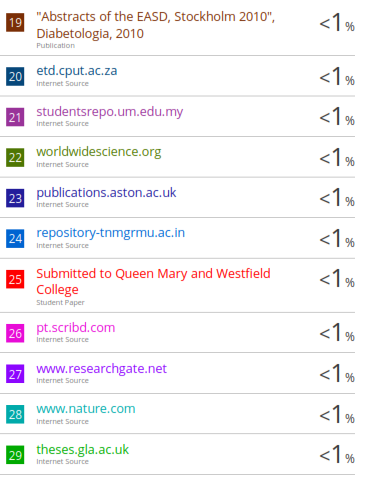 19
"Abstracts of the EASD, Stockholm 2010",
Diabetologia, 2010
Publication
<1%
20
etd.cput.ac.za
Internet Source
<1%
21
studentsrepo.um.edu.my
Internet Source
<1%
22
worldwidescience.org
Internet Source
<1%
23
publications.aston.ac.uk
Internet Source
<1%
24
repository-tnmgrmu.ac.in
Internet Source
<1%
25
Submitted to Queen Mary and Westfield
College
Student Paper
<1%
26
pt.scribd.com
Internet Source
<1%
27
www.researchgate.net
Internet Source
<1%
28
www.nature.com
Internet Source
<1%
29
theses.gla.ac.uk
Internet Source
<1%